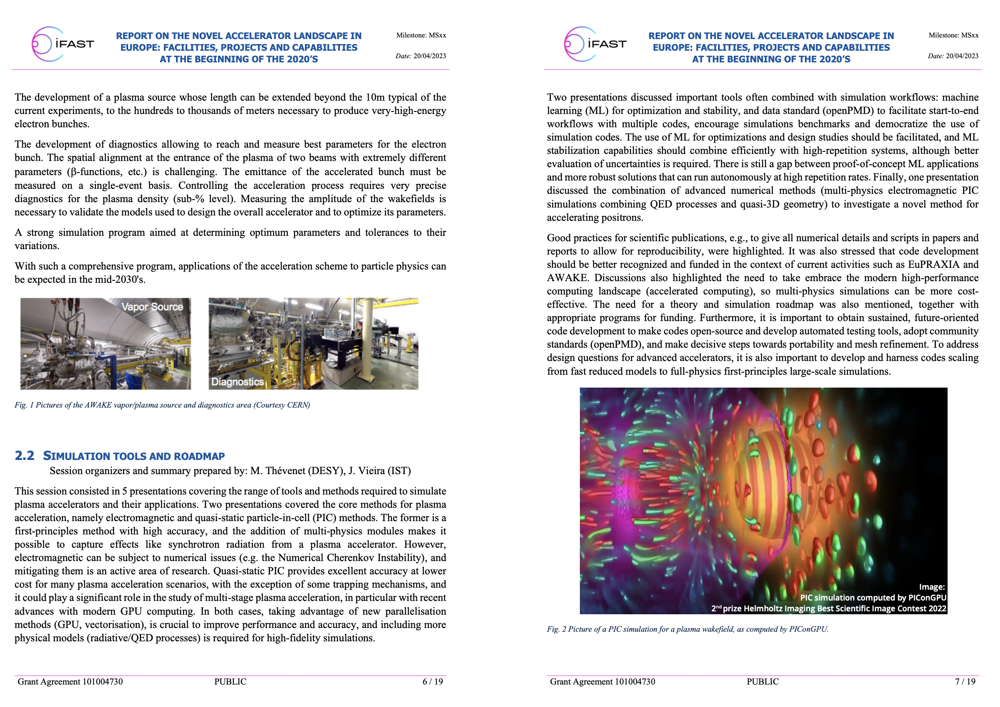 iFAST
REPORT ON THE NOVEL ACCELERATOR LANDSCAPE IN
EUROPE: FACILITIES, PROJECTS AND CAPABILITIES
AT THE BEGINNING OF THE 2020’S
Milestone: MSxx
Date: 20/04/2023
The development of a plasma source whose length can be extended beyond the 10m typical of the
current experiments, to the hundreds to thousands of meters necessary to produce very-high-energy
electron bunches.
The development of diagnostics allowing to reach and measure best parameters for the electron
bunch. The spatial alignment at the entrance of the plasma of two beams with extremely different
parameters (β-functions, etc.) is challenging. The emittance of the accelerated bunch must be
measured on a single-event basis. Controlling the acceleration process requires very precise
diagnostics for the plasma density (sub-% level). Measuring the amplitude of the wakefields is
necessary to validate the models used to design the overall accelerator and to optimize its parameters.
A strong simulation program aimed at determining optimum parameters and tolerances to their
variations.
With such a comprehensive program, applications of the acceleration scheme to particle physics can
be expected in the mid-2030's.
Vapor Source
Diagnostics
Fig. 1 Pictures of the AWAKE vapor/plasma source and diagnostics area (Courtesy CERN)
2.2 SIMULATION TOOLS AND ROADMAP
Session organizers and summary prepared by: M. Thévenet (DESY), J. Vieira (IST)
This session consisted in 5 presentations covering the range of tools and methods required to simulate
plasma accelerators and their applications. Two presentations covered the core methods for plasma
acceleration, namely electromagnetic and quasi-static particle-in-cell (PIC) methods. The former is a
first-principles method with high accuracy, and the addition of multi-physics modules makes it
possible to capture effects like synchrotron radiation from a plasma accelerator. However,
electromagnetic can be subject to numerical issues (e.g. the Numerical Cherenkov Instability), and
mitigating them is an active area of research. Quasi-static PIC provides excellent accuracy at lower
cost for many plasma acceleration scenarios, with the exception of some trapping mechanisms, and
it could play a significant role in the study of multi-stage plasma acceleration, in particular with recent
advances with modern GPU computing. In both cases, taking advantage of new parallelisation
methods (GPU, vectorisation), is crucial to improve performance and accuracy, and including more
physical models (radiative/QED processes) is required for high-fidelity simulations.
Grant Agreement 101004730
PUBLIC
6 / 19
iFAST
REPORT ON THE NOVEL ACCELERATOR LANDSCAPE IN
EUROPE: FACILITIES, PROJECTS AND CAPABILITIES
AT THE BEGINNING OF THE 2020’S
Milestone: MSxx
Date: 20/04/2023
Two presentations discussed important tools often combined with simulation workflows: machine
learning (ML) for optimization and stability, and data standard (openPMD) to facilitate start-to-end
workflows with multiple codes, encourage simulations benchmarks and democratize the use of
simulation codes. The use of ML for optimizations and design studies should be facilitated, and ML
stabilization capabilities should combine efficiently with high-repetition systems, although better
evaluation of uncertainties is required. There is still a gap between proof-of-concept ML applications
and more robust solutions that can run autonomously at high repetition rates. Finally, one presentation
discussed the combination of advanced numerical methods (multi-physics electromagnetic PIC
simulations combining QED processes and quasi-3D geometry) to investigate a novel method for
accelerating positrons.
Good practices for scientific publications, e.g., to give all numerical details and scripts in papers and
reports to allow for reproducibility, were highlighted. It was also stressed that code development
should be better recognized and funded in the context of current activities such as EuPRAXIA and
AWAKE. Discussions also highlighted the need to take embrace the modern high-performance
computing landscape (accelerated computing), so multi-physics simulations can be more cost-
effective. The need for a theory and simulation roadmap was also mentioned, together with
appropriate programs for funding. Furthermore, it is important to obtain sustained, future-oriented
code development to make codes open-source and develop automated testing tools, adopt community
standards (openPMD), and make decisive steps towards portability and mesh refinement. To address
design questions for advanced accelerators, it is also important to develop and harness codes scaling
from fast reduced models to full-physics first-principles large-scale simulations.
Image:
PIC simulation computed by PIConGPU
2nd prize Helmholtz Imaging Best Scientific Image Contest 2022
Fig. 2 Picture of a PIC simulation for a plasma wakefield, as computed by PIConGPU.
Grant Agreement 101004730
PUBLIC
7 / 19